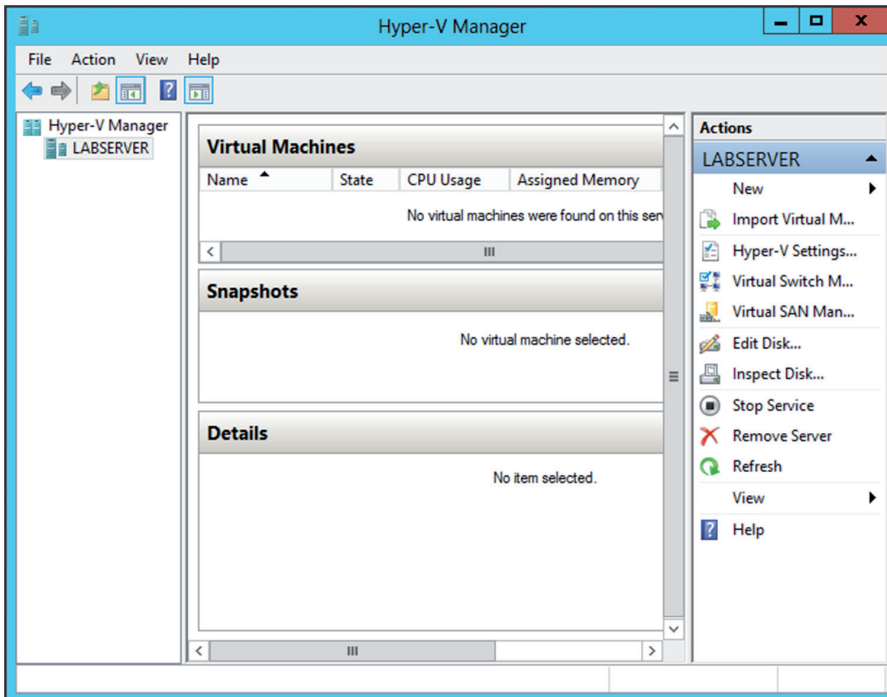 Hyper-V Manager
File Action View Help
Hyper-V Manager
LABSERVER
Virtual Machines
Name State CPU Usage Assigned Memory
No virtual machines were found on this ser
Snapshots
No virtual machine selected.
Details
No item selected.
Actions
LABSERVER
New
Import Virtual M...
Hyper-V Settings...
Virtual Switch M...
Virtual SAN Man...
Edit Disk...
Inspect Disk...
Stop Service
Remove Server
Refresh
View
Help